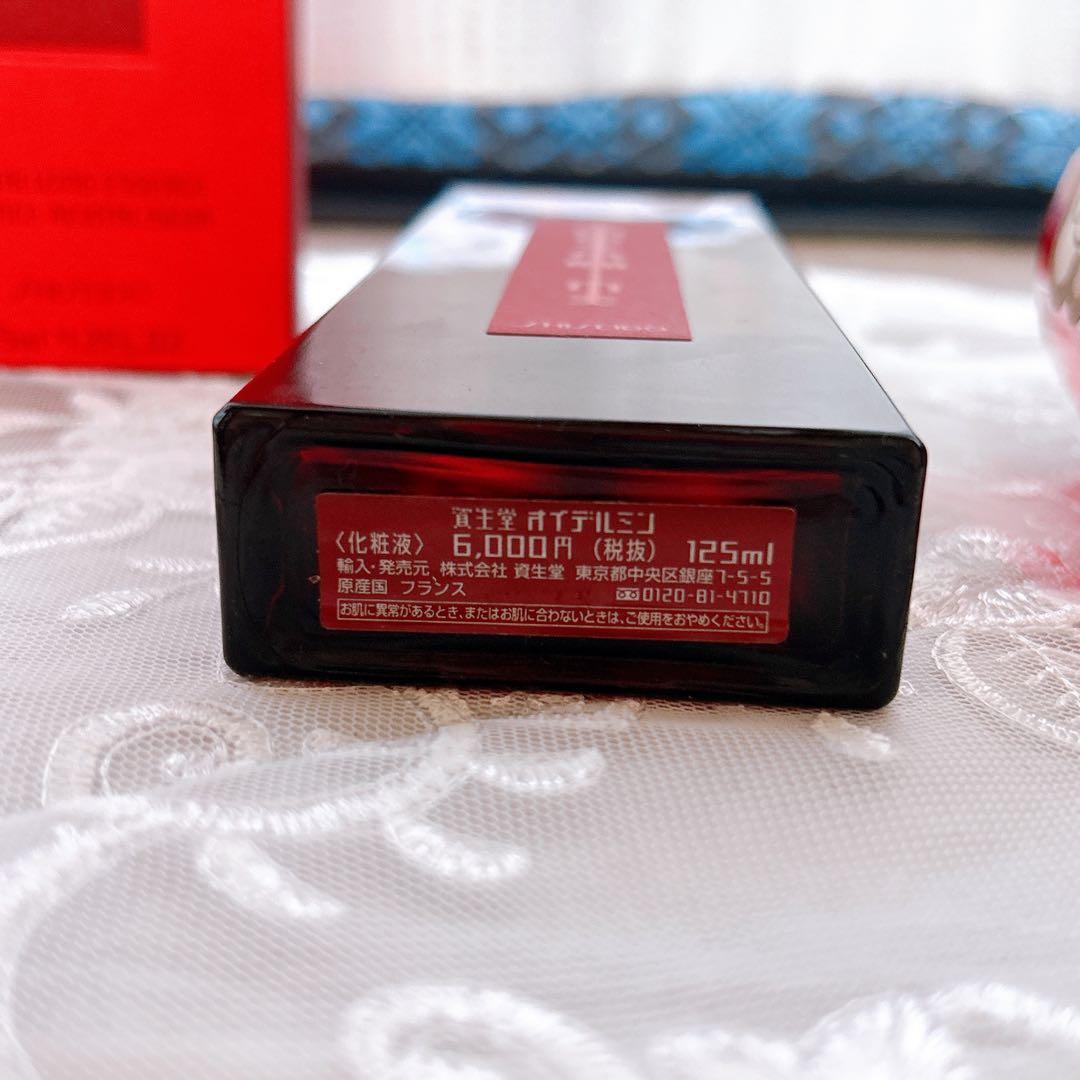 SHISEIDO
資生堂 オイデルミン
〈化粧液〉 6,000円 (税抜) 125ml
輸入・発売元 株式会社 資生堂 東京都中央区銀座7-5-5
原産国 フランス 0120-81-4710
お肌に異常があるとき、またはお肌に合わないときは、ご使用をおやめください。